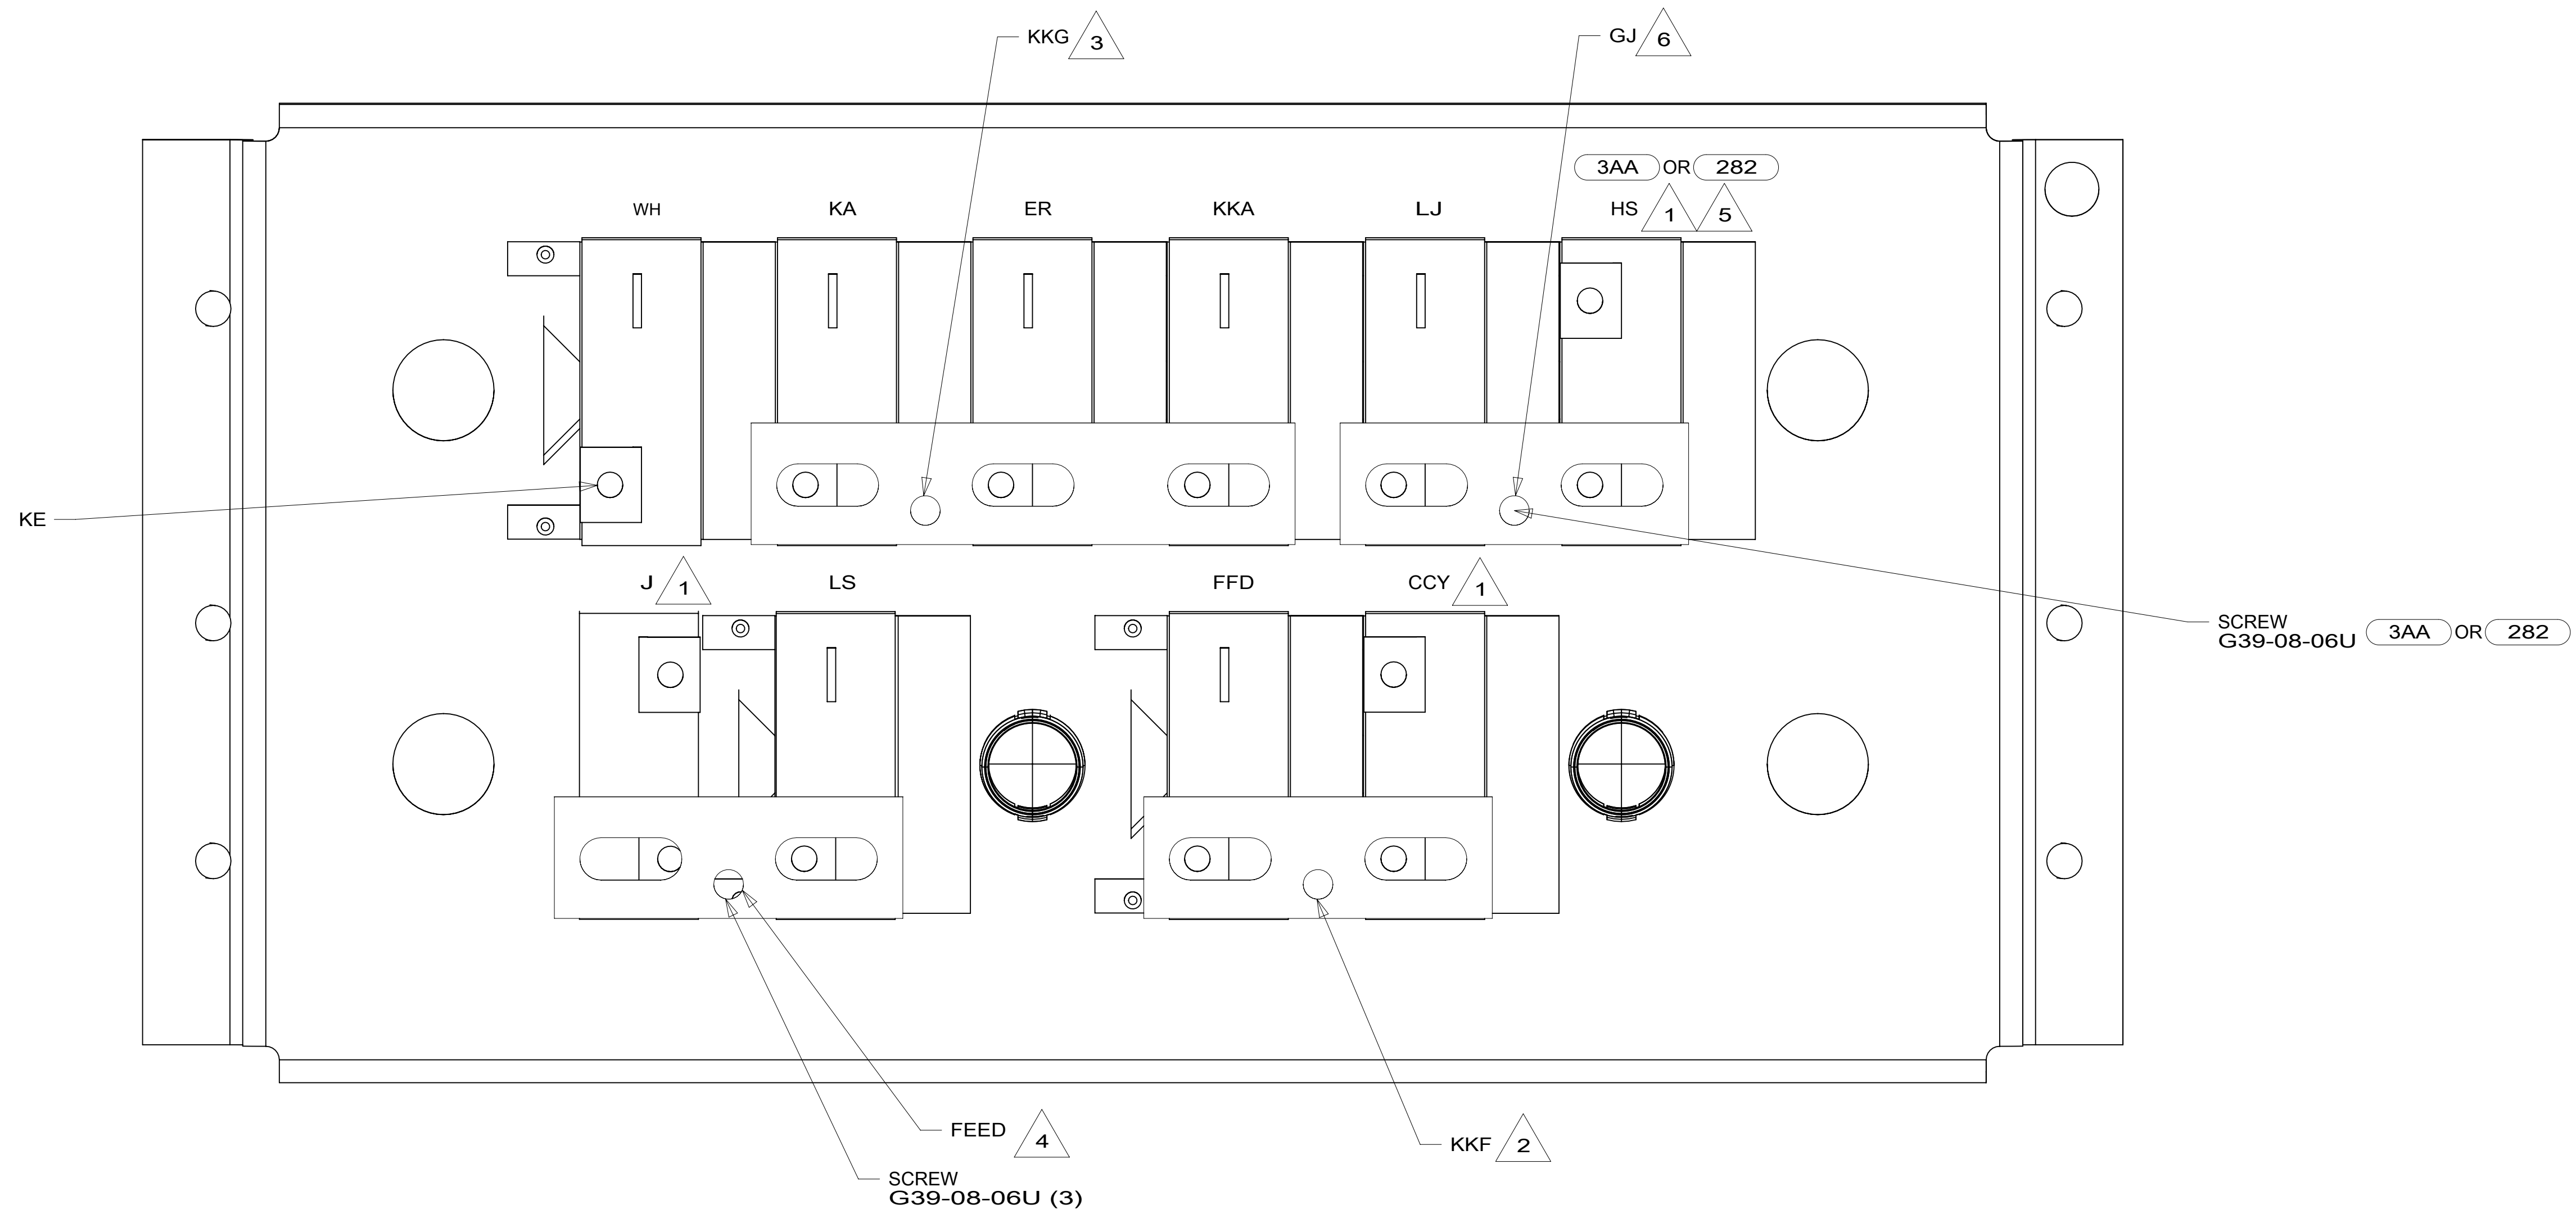 KKG 3
GJ 6
3AA OR 282
WH KA ER KKA LJ HS 1 5
KE
J 1 LS FFD CCY 1
SCREW
G39-08-06U 3AA OR 282
FEED 4
KKF 2
SCREW
G39-08-06U (3)